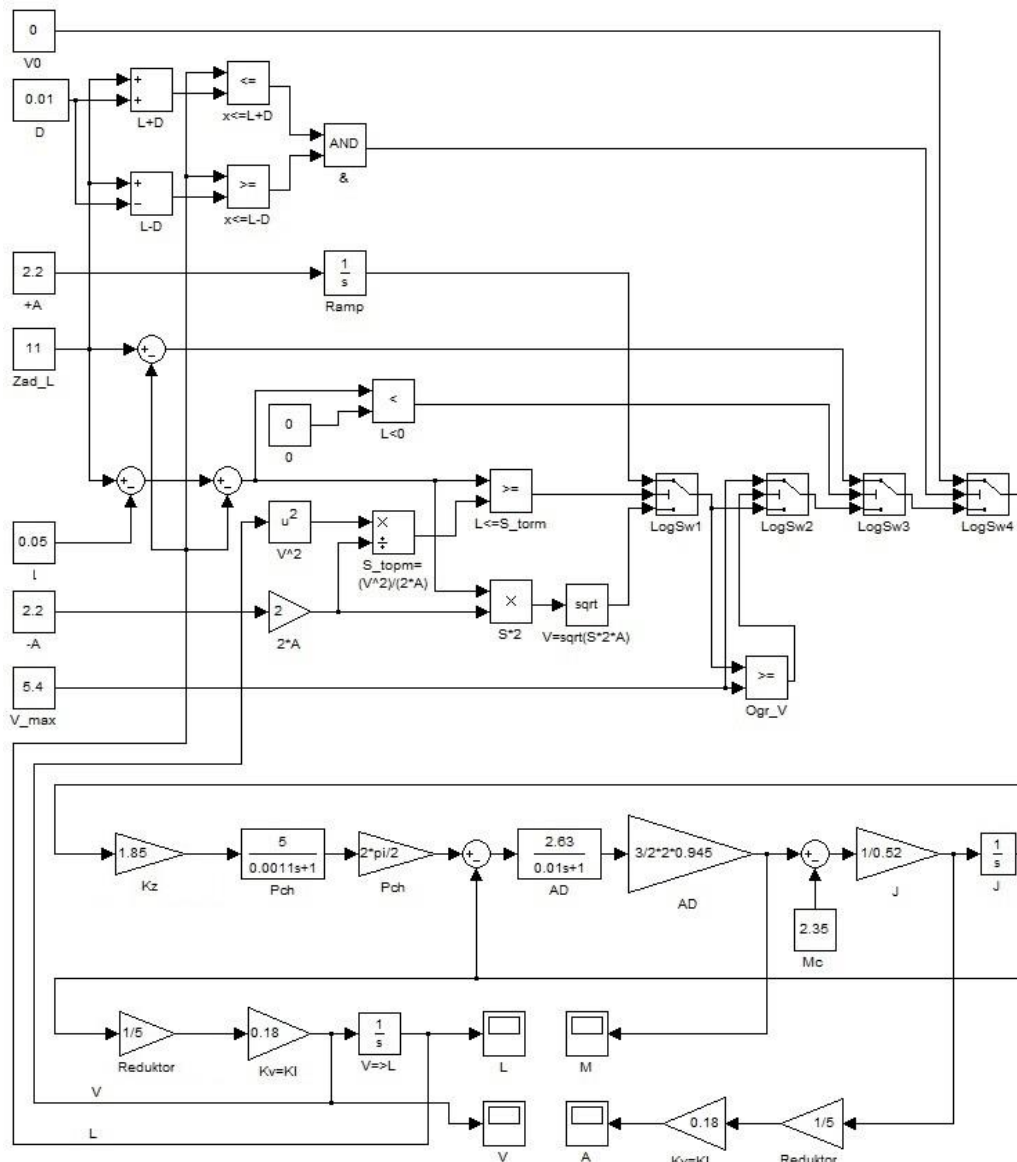 0
V0
0.01
D
+
+
L+D
<=
x<=L+D
AND
&
+
−
L-D
>=
x<=L-D
2.2
+A
1
s
Ramp
11
Zad_L
+
−
<
L<0
0
0
+
−
+
−
>=
L<=S_torm
LogSw1
LogSw2
LogSw3
LogSw4
0.05
l
u²
V^2
×
÷
S_topm=
(V^2)/(2*A)
2.2
-A
2
2*A
×
S*2
sqrt
V=sqrt(S*2*A)
5.4
V_max
>=
Ogr_V
1.85
Kz
5
0.0011s+1
Pch
2*pi/2
Pch
+
−
2.63
0.01s+1
AD
3/2*2*0.945
AD
+
−
2.35
Mc
1/0.52
J
1
s
J
1/5
Reduktor
0.18
Kv=Kl
1
s
V=>L
L
M
V
L
V
A
0.18
Kv=Kl
1/5
Reduktor